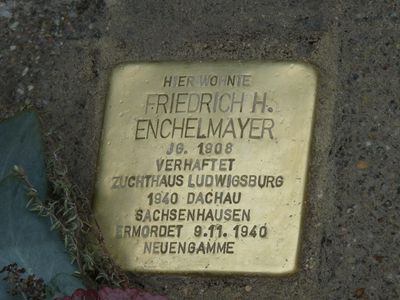 HIER WOHNTE
FRIEDRICH H.
ENCHELMAYER
JG. 1908
VERHAFTET
ZUCHTHAUS LUDWIGSBURG
1940 DACHAU
SACHSENHAUSEN
ERMORDET 9.11.1940
NEUENGAMME